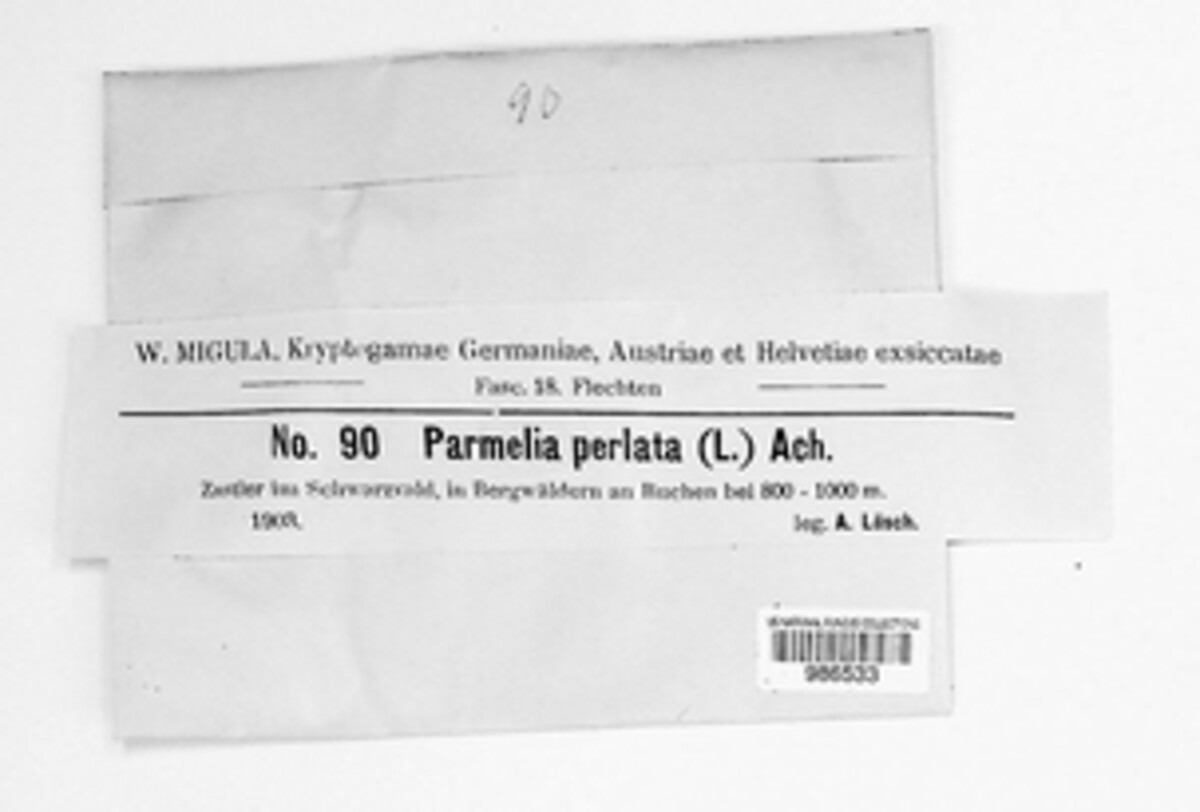 90
W. MIGULA, Kryptogamae Germaniae, Austriae et Helvetiae exsiccatae
Fasc. 18. Flechten
No. 90 Parmelia perlata (L.) Ach.
Zastler im Schwarzwald, in Bergwäldern an Buchen bei 800 - 1000 m.
1903. leg. A. Lösch.
986533